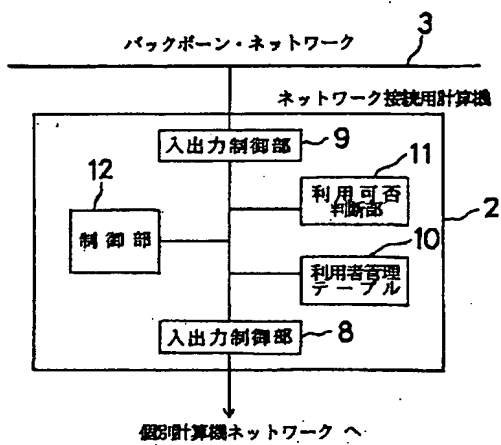 バックボーン・ネットワーク
3
ネットワーク接続用計算機
入出力制御部
9
11
12
利用可否
判断部
2
制御部
10
利用者管理
テーブル
入出力制御部
8
個別計算機ネットワーク へ